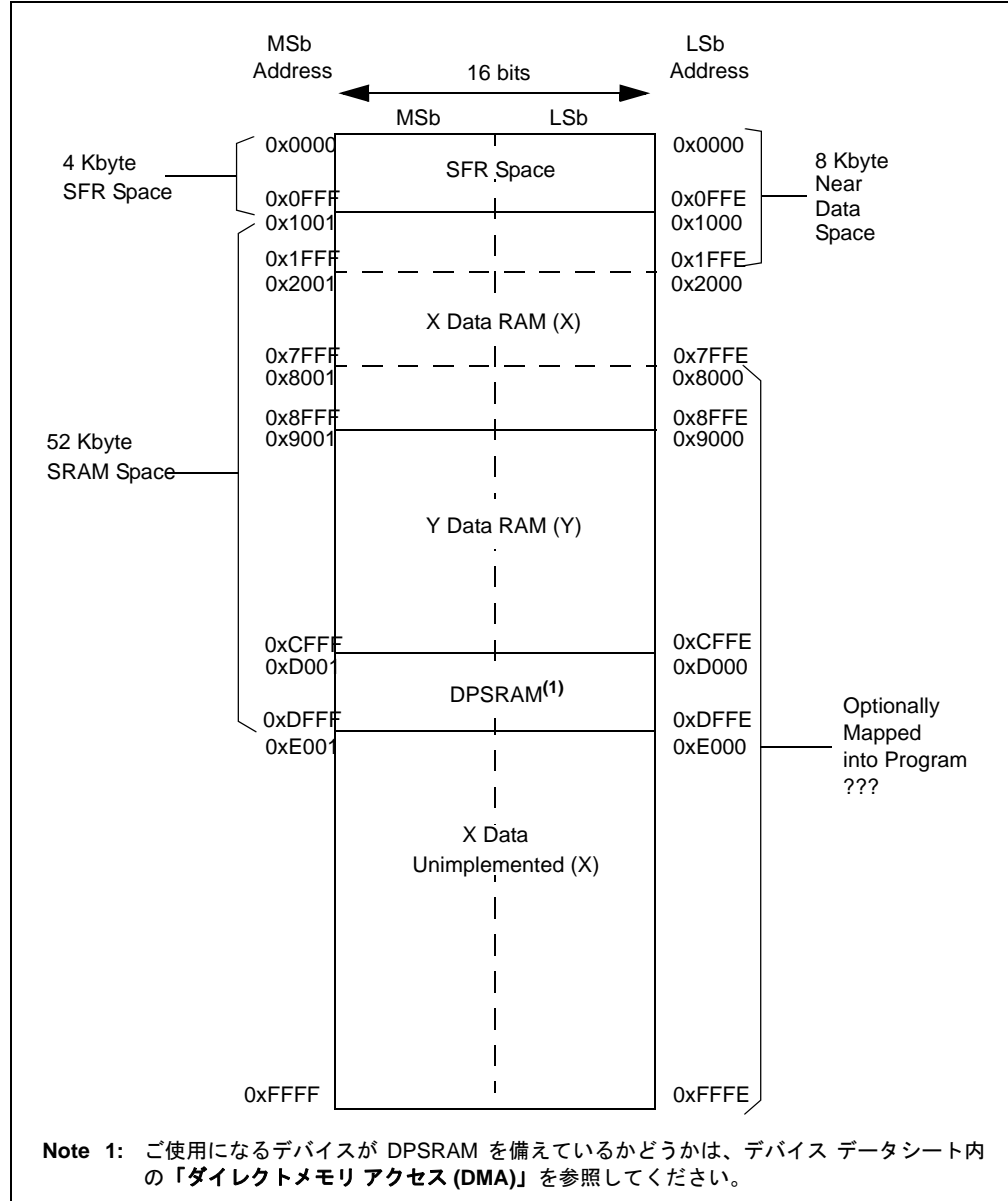 MSb
Address
LSb
Address
16 bits
MSb
LSb
0x0000
0x0000
4 Kbyte
SFR Space
SFR Space
8 Kbyte
Near
Data
Space
0x0FFF
0x0FFE
0x1001
0x1000
0x1FFF
0x1FFE
0x2001
0x2000
X Data RAM (X)
0x7FFF
0x7FFE
0x8001
0x8000
0x8FFF
0x8FFE
0x9001
0x9000
52 Kbyte
SRAM Space
Y Data RAM (Y)
0xCFFF
0xCFFE
0xD001
0xD000
DPSRAM(1)
0xDFFF
0xDFFE
0xE001
0xE000
Optionally
Mapped
into Program
???
X Data
Unimplemented (X)
0xFFFF
0xFFFE
Note 1: ご使用になるデバイスが DPSRAM を備えているかどうかは、デバイス データシート内
の「ダイレクトメモリ アクセス (DMA)」を参照してください。